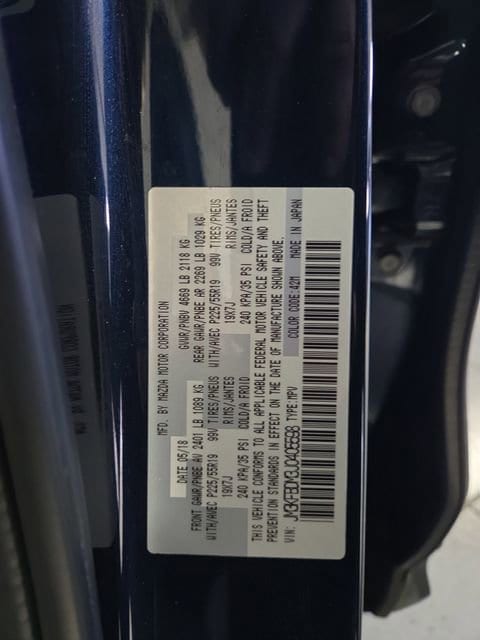 MFD. BY MAZDA MOTOR CORPORATION
DATE 05/18 GVWR/PNBV 4669 LB 2118 KG
FRONT GAWR/PNBE AV 2401 LB 1089 KG REAR GAWR/PNBE AR 2269 LB 1029 KG
WITH/AVEC P225/55R19 99V TIRES/PNEUS WITH/AVEC P225/55R19 99V TIRES/PNEUS
19X7J RIMS/JANTES 19X7J RIMS/JANTES
240 KPA/35 PSI COLD/A FROID 240 KPA/35 PSI COLD/A FROID
THIS VEHICLE CONFORMS TO ALL APPLICABLE FEDERAL MOTOR VEHICLE SAFETY AND THEFT
PREVENTION STANDARDS IN EFFECT ON THE DATE OF MANUFACTURE SHOWN ABOVE.
COLOR CODE:42M MADE IN JAPAN
VIN: TYPE:MPV